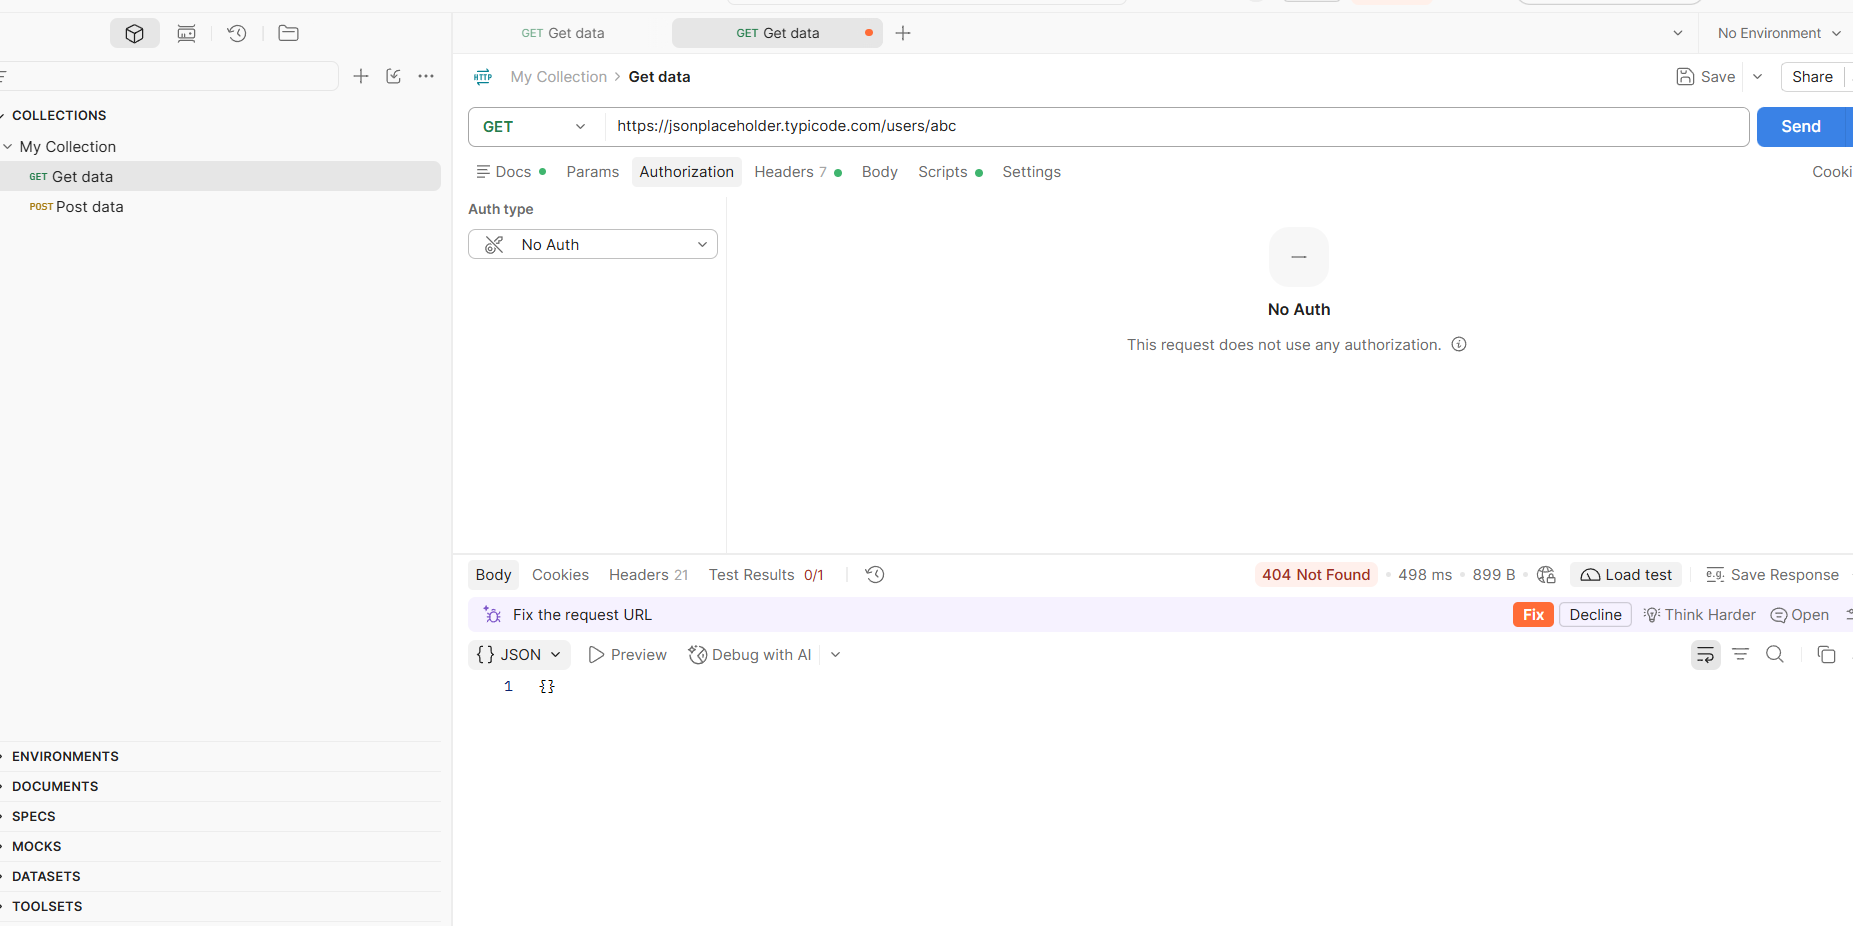 GET Get data
GET Get data
No Environment
My Collection > Get data
Save
Share
COLLECTIONS
My Collection
GET Get data
POST Post data
GET https://jsonplaceholder.typicode.com/users/abc
Send
Docs Params Authorization Headers 7 Body Scripts Settings
Cooki
Auth type
No Auth
No Auth
This request does not use any authorization.
Body Cookies Headers 21 Test Results 0/1
404 Not Found 498 ms 899 B Load test e.g. Save Response
Fix the request URL
Fix Decline Think Harder Open
{} JSON Preview Debug with AI
1 {}
ENVIRONMENTS
DOCUMENTS
SPECS
MOCKS
DATASETS
TOOLSETS